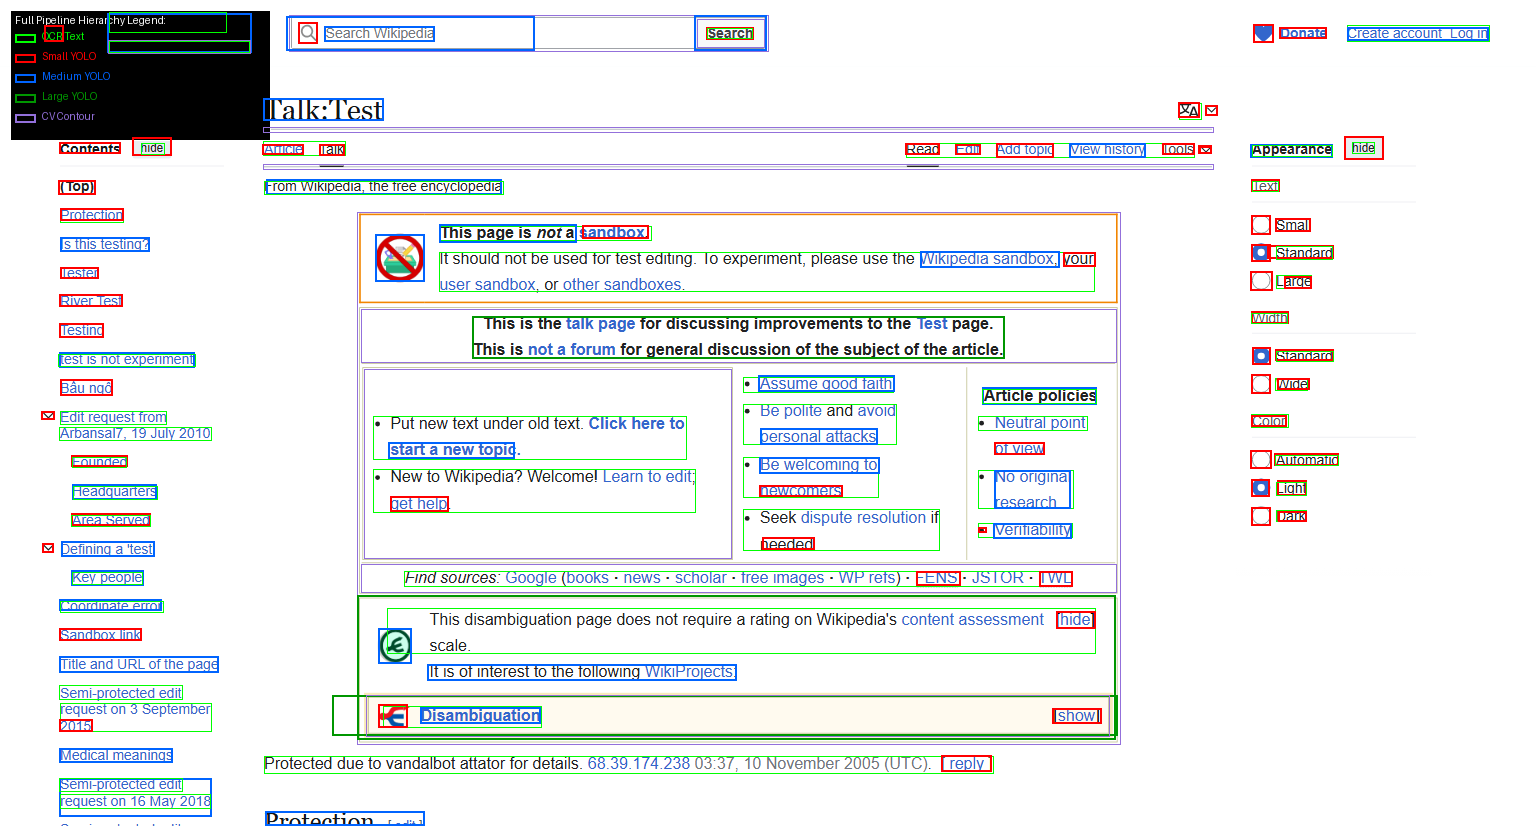 Full Pipeline Hierarchy Legend:
OCR Text
Small YOLO
Medium YOLO
Large YOLO
CV Contour
Search Wikipedia
Search
Donate
Create account Log in
Talk:Test
Contents
hide
Article
Talk
Read
Edit
Add topic
View history
Tools
Appearance
hide
(Top)
Protection
Is this testing?
Tester
River Test
Testing
test is not experiment
Bâu ngô
Edit request from
Arbansal7, 19 July 2010
Founded
Headquarters
Area Served
Defining a 'test'
Key people
Coordinate error
Sandbox link
Title and URL of the page
Semi-protected edit
request on 3 September
2015
Medical meanings
Semi-protected edit
request on 16 May 2018
From Wikipedia, the free encyclopedia
This page is not a sandbox.
It should not be used for test editing. To experiment, please use the Wikipedia sandbox, your
user sandbox, or other sandboxes.
This is the talk page for discussing improvements to the Test page.
This is not a forum for general discussion of the subject of the article.
• Put new text under old text. Click here to
start a new topic.
• New to Wikipedia? Welcome! Learn to edit;
get help.
• Assume good faith
• Be polite and avoid
personal attacks
• Be welcoming to
newcomers
• Seek dispute resolution if
needed
Article policies
• Neutral point
of view
• No original
research
• Verifiability
Find sources: Google (books · news · scholar · free images · WP refs) · FENS · JSTOR · TWL
This disambiguation page does not require a rating on Wikipedia's content assessment
scale.
[hide]
It is of interest to the following WikiProjects:
Disambiguation
[show]
Protected due to vandalbot attator for details. 68.39.174.238 03:37, 10 November 2005 (UTC). [reply]
Protection [edit]
Text
Small
Standard
Large
Width
Standard
Wide
Color
Automatic
Light
Dark